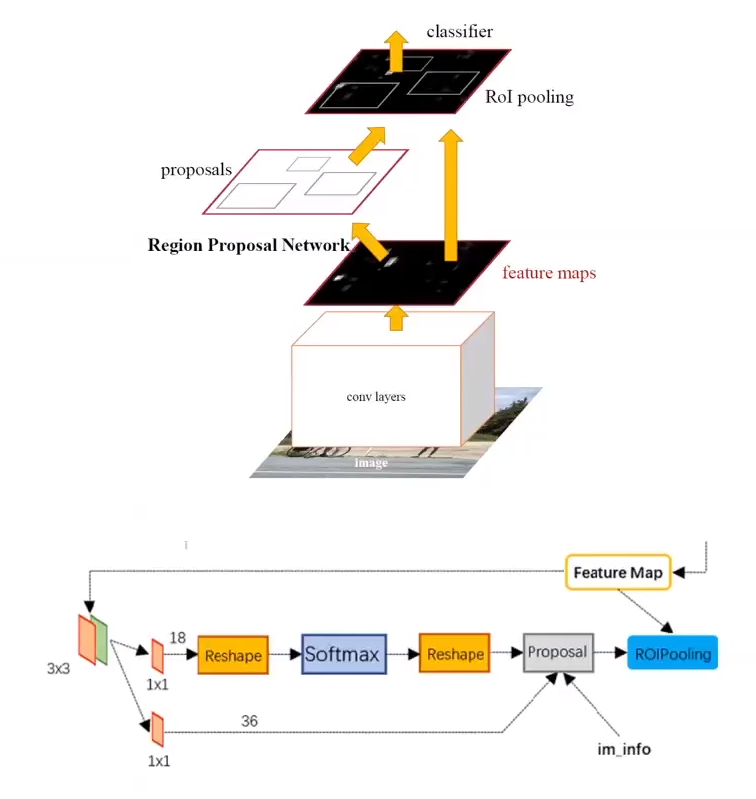 classifier
RoI pooling
proposals
Region Proposal Network
feature maps
conv layers
image
Feature Map
18
Reshape
Softmax
Reshape
Proposal
ROIPooling
3x3
1x1
36
im_info
1x1